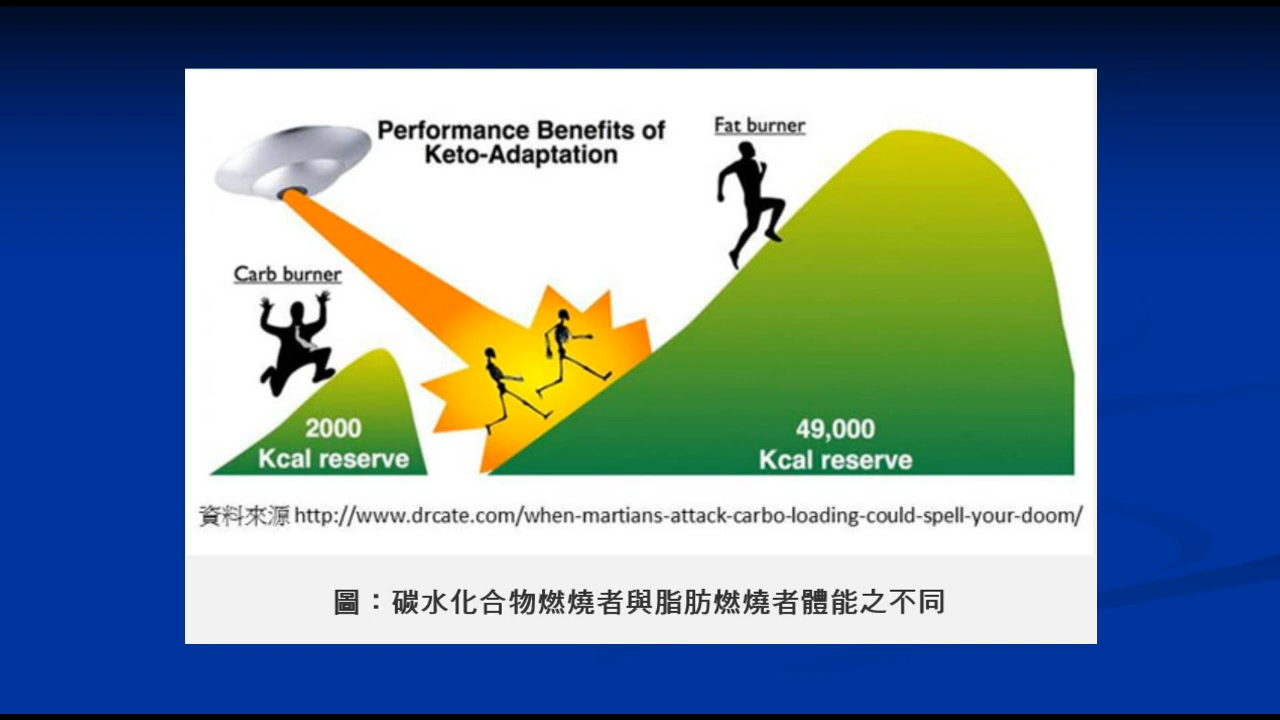 Performance Benefits of
Keto-Adaptation
Fat burner
Carb burner
2000
Kcal reserve
49,000
Kcal reserve
資料來源 http://www.drcate.com/when-martians-attack-carbo-loading-could-spell-your-doom/
圖：碳水化合物燃燒者與脂肪燃燒者體能之不同